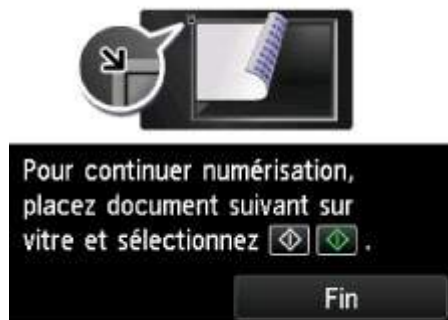 Pour continuer numérisation,
placez document suivant sur
vitre et sélectionnez .
Fin